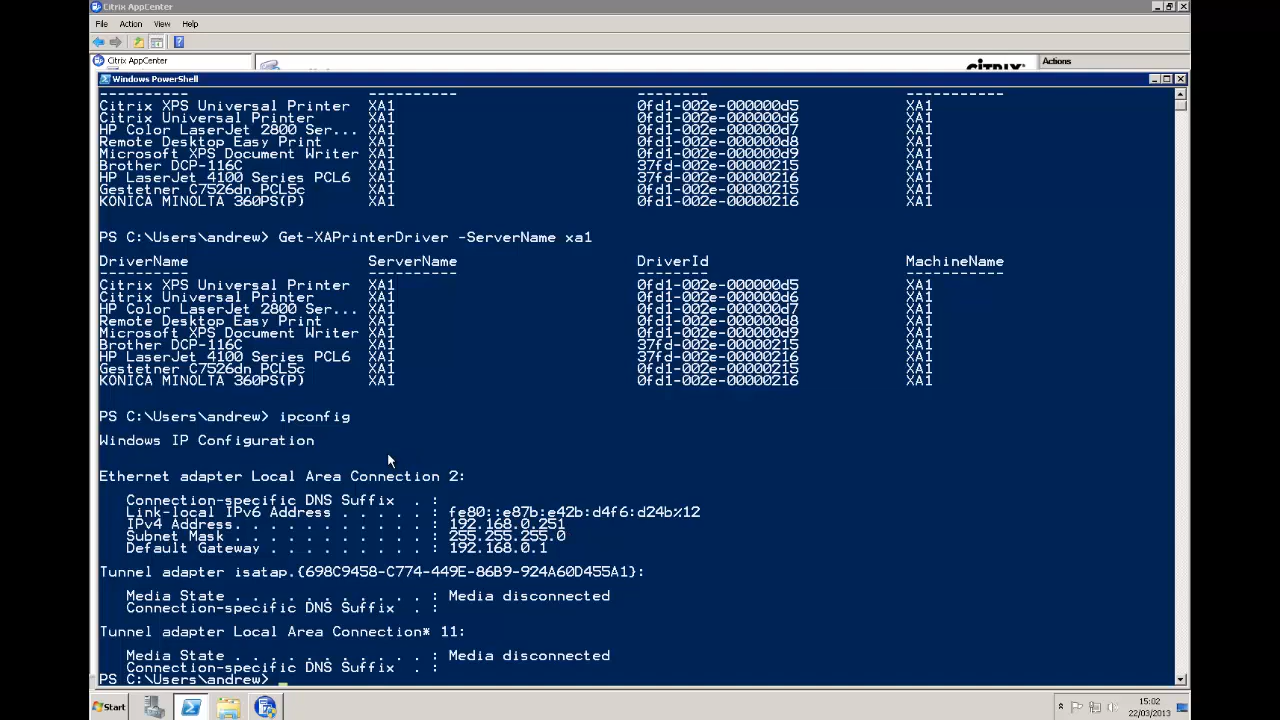 Citrix AppCenter
File Action View Help
Citrix AppCenter
CITRIX
Actions
Windows PowerShell
---------- ---------- -------- -----------
Citrix XPS Universal Printer XA1 0fd1-002e-000000d5 XA1
Citrix Universal Printer XA1 0fd1-002e-000000d6 XA1
HP Color LaserJet 2800 Ser... XA1 0fd1-002e-000000d7 XA1
Remote Desktop Easy Print XA1 0fd1-002e-000000d8 XA1
Microsoft XPS Document Writer XA1 0fd1-002e-000000d9 XA1
Brother DCP-116C XA1 37fd-002e-00000215 XA1
HP LaserJet 4100 Series PCL6 XA1 37fd-002e-00000216 XA1
Gestetner C7526dn PCL5c XA1 0fd1-002e-00000215 XA1
KONICA MINOLTA 360PS(P) XA1 0fd1-002e-00000216 XA1
PS C:\Users\andrew> Get-XAPrinterDriver -ServerName xa1
DriverName ServerName DriverId MachineName
---------- ---------- -------- -----------
Citrix XPS Universal Printer XA1 0fd1-002e-000000d5 XA1
Citrix Universal Printer XA1 0fd1-002e-000000d6 XA1
HP Color LaserJet 2800 Ser... XA1 0fd1-002e-000000d7 XA1
Remote Desktop Easy Print XA1 0fd1-002e-000000d8 XA1
Microsoft XPS Document Writer XA1 0fd1-002e-000000d9 XA1
Brother DCP-116C XA1 37fd-002e-00000215 XA1
HP LaserJet 4100 Series PCL6 XA1 37fd-002e-00000216 XA1
Gestetner C7526dn PCL5c XA1 0fd1-002e-00000215 XA1
KONICA MINOLTA 360PS(P) XA1 0fd1-002e-00000216 XA1
PS C:\Users\andrew> ipconfig
Windows IP Configuration
Ethernet adapter Local Area Connection 2:
Connection-specific DNS Suffix . :
Link-local IPv6 Address . . . . . : fe80::e87b:e42b:d4f6:d24b%12
IPv4 Address. . . . . . . . . . . : 192.168.0.251
Subnet Mask . . . . . . . . . . . : 255.255.255.0
Default Gateway . . . . . . . . . : 192.168.0.1
Tunnel adapter isatap.{698C9458-C774-449E-86B9-924A60D455A1}:
Media State . . . . . . . . . . . : Media disconnected
Connection-specific DNS Suffix . :
Tunnel adapter Local Area Connection* 11:
Media State . . . . . . . . . . . : Media disconnected
Connection-specific DNS Suffix . :
PS C:\Users\andrew> _
Start
15:02
22/03/2013